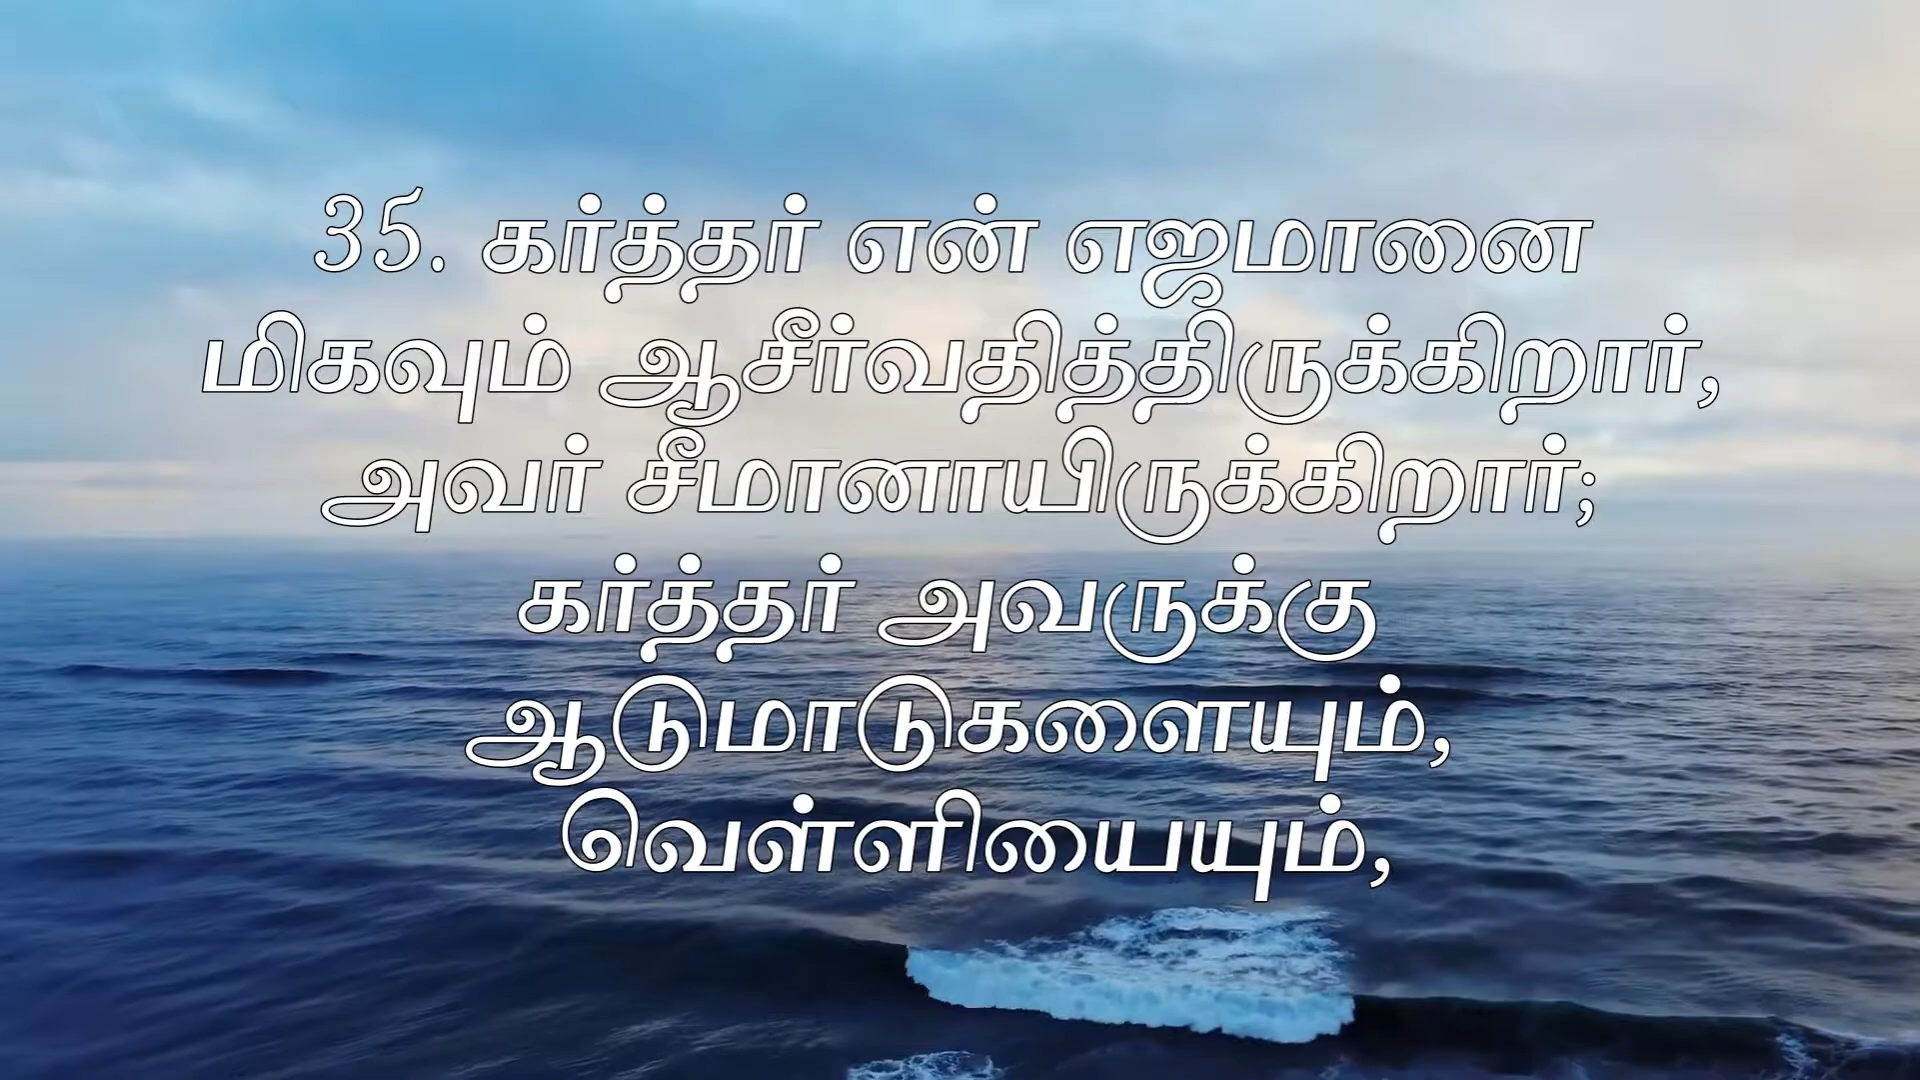 35. கர்த்தர் என் எஜமானை
மிகவும் ஆசீர்வதித்திருக்கிறார்,
அவர் சீமானாயிருக்கிறார்;
கர்த்தர் அவருக்கு
ஆடுமாடுகளையும்,
வெள்ளியையும்,